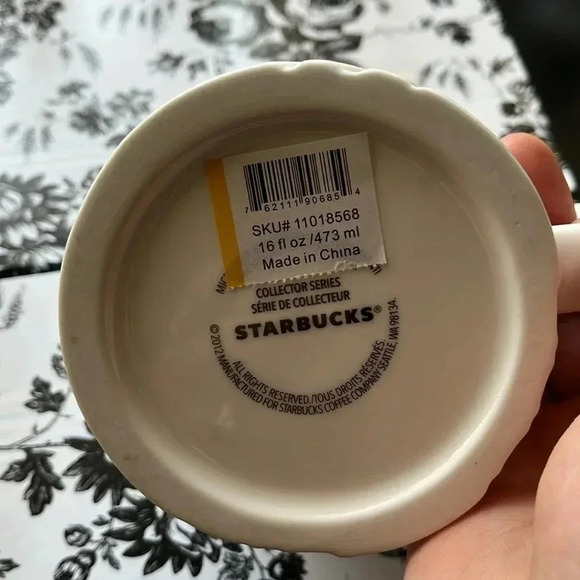 7 62111 90685 4
SKU# 11018568
16 fl oz /473 ml
Made in China
COLLECTOR SERIES
SÉRIE DE COLLECTEUR
STARBUCKS®
ALL RIGHTS RESERVED./TOUS DROITS RÉSERVÉS.
© 2012 MANUFACTURED FOR STARBUCKS COFFEE COMPANY SEATTLE, WA 98134.